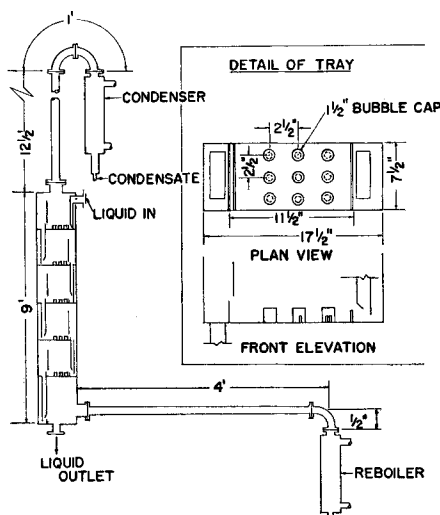 1'
12½'
CONDENSER
CONDENSATE
LIQUID IN
9'
LIQUID
OUTLET
4'
½"
REBOILER
DETAIL OF TRAY
1½" BUBBLE CAP
2½"
2½"
7½"
11½"
17½"
PLAN VIEW
FRONT ELEVATION